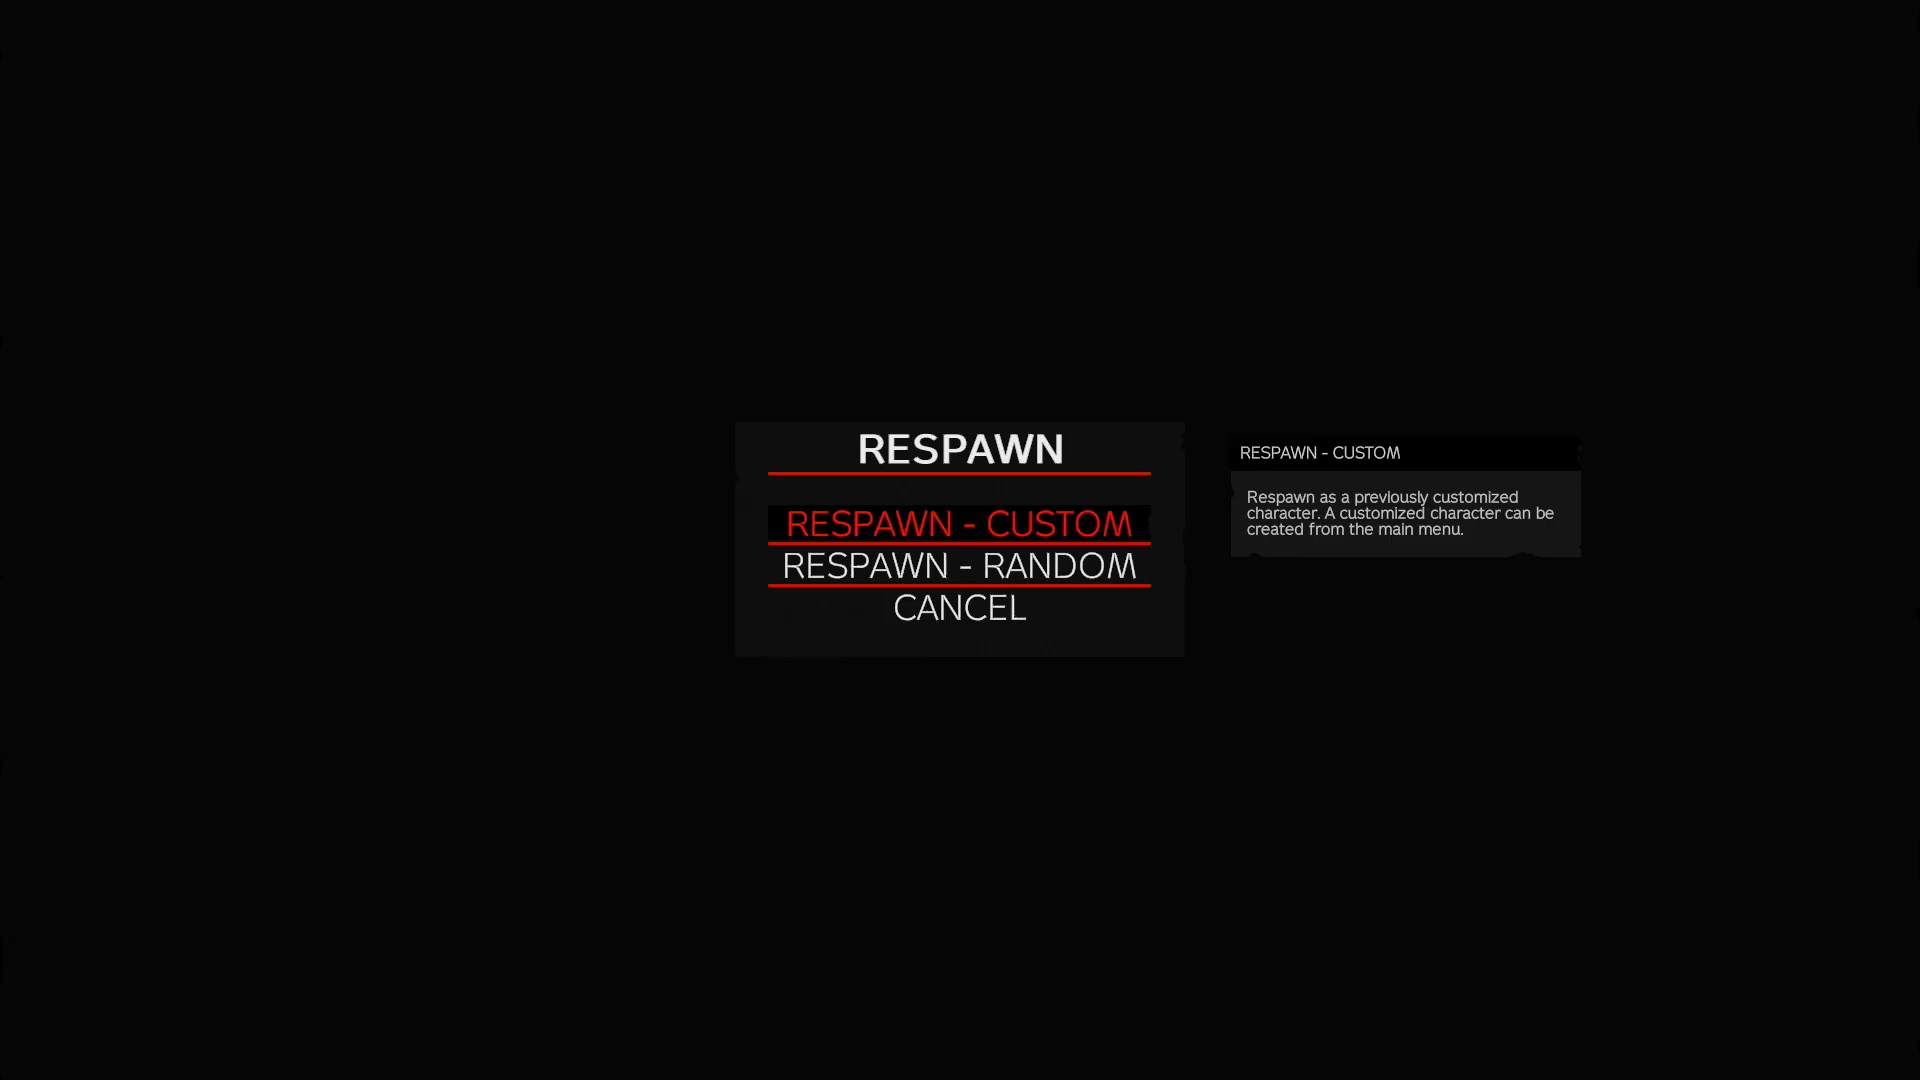 RESPAWN
RESPAWN - CUSTOM
RESPAWN - RANDOM
CANCEL
RESPAWN - CUSTOM
Respawn as a previously customized
character. A customized character can be
created from the main menu.